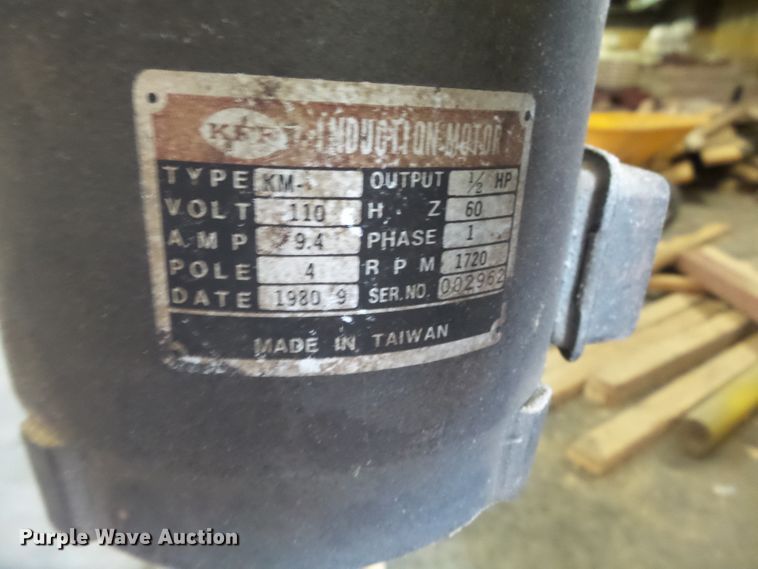 INDUCTION MOTOR
TYPE KM- OUTPUT ½ HP
VOLT 110 H Z 60
AMP 9.4 PHASE 1
POLE 4 RPM 1720
DATE 1980 9 SER.NO. 002962
MADE IN TAIWAN
Purple Wave Auction